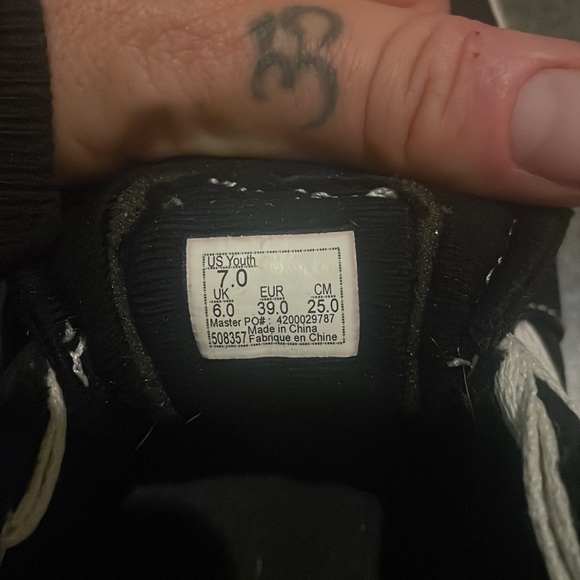 US Youth
7.0
UK EUR CM
6.0 39.0 25.0
Master PO#: 4200029787
Made in China
1508357 Fabrique en Chine